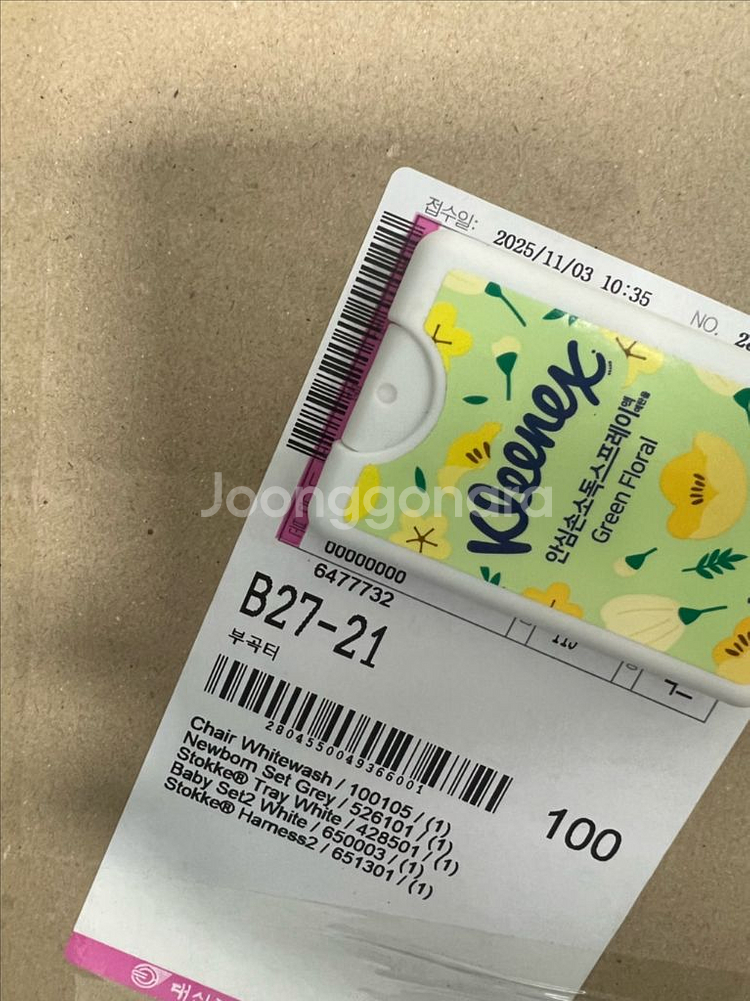 접수일: 2025/11/03 10:35 NO.
Kleenex
안심손소독스프레이액
Green Floral
Joonggonara
00000000
6477732
B27-21
부곡터
2804550049366001
Chair Whitewash / 100105 / (1)
Newborn Set Grey / 526101 / (1)
Stokke® Tray White / 428501 / (1)
Baby Set2 White / 650003 / (1)
Stokke® Harness2 / 651301 / (1)
100